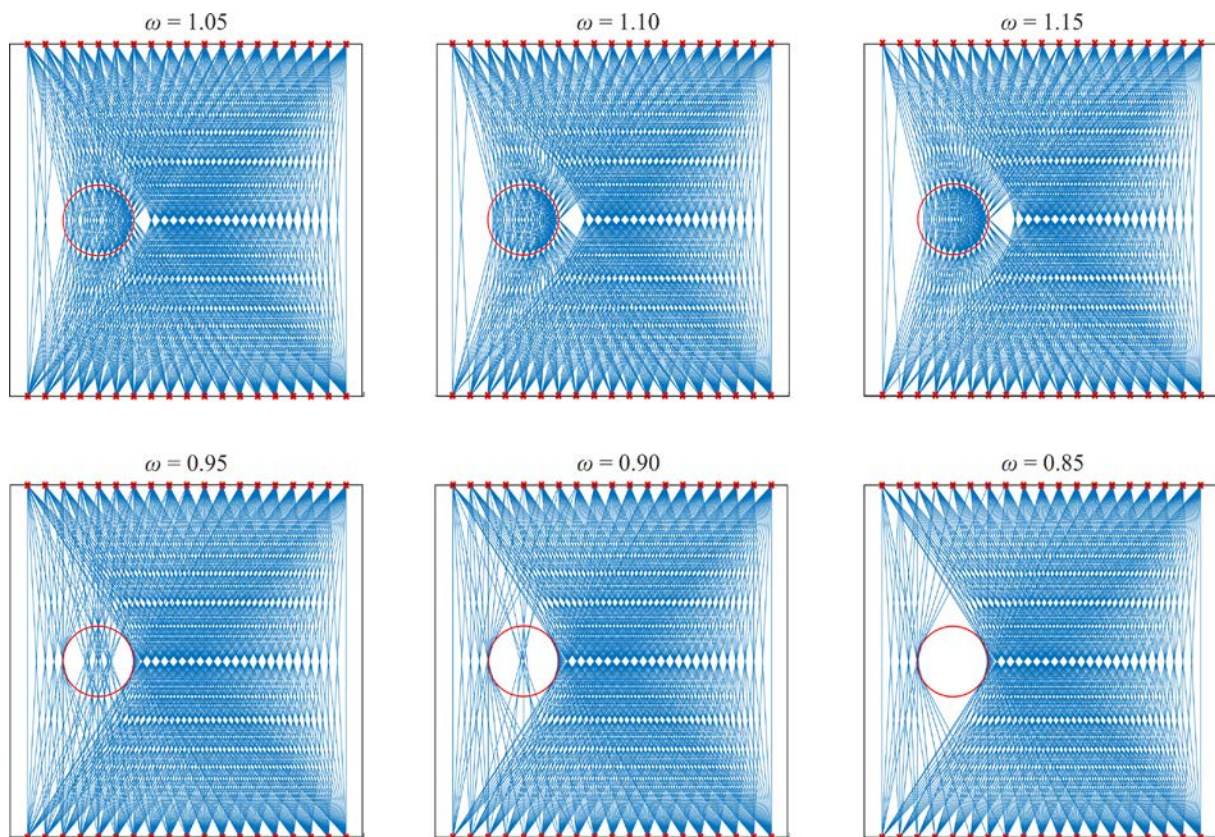 ω = 1.05
ω = 1.10
ω = 1.15
ω = 0.95
ω = 0.90
ω = 0.85